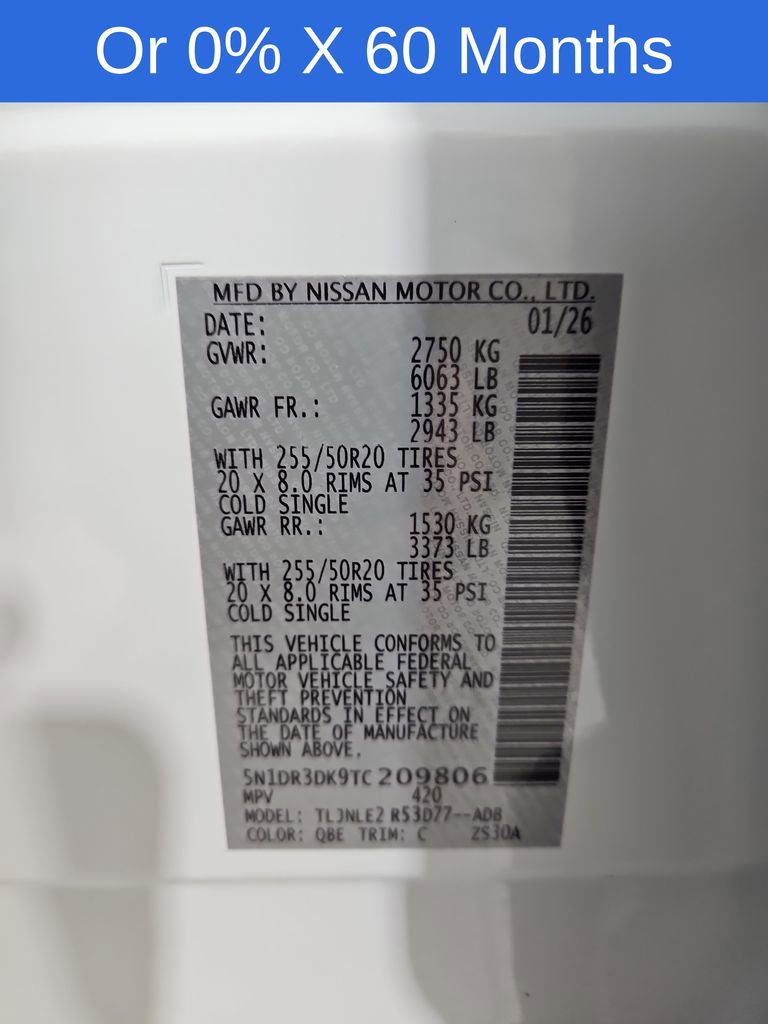 Or 0% X 60 Months
MFD BY NISSAN MOTOR CO., LTD.
DATE: 01/26
GVWR: 2750 KG
6063 LB
GAWR FR.: 1335 KG
2943 LB
WITH 255/50R20 TIRES
20 X 8.0 RIMS AT 35 PSI
COLD SINGLE
GAWR RR.: 1530 KG
3373 LB
WITH 255/50R20 TIRES
20 X 8.0 RIMS AT 35 PSI
COLD SINGLE
THIS VEHICLE CONFORMS TO
ALL APPLICABLE FEDERAL
MOTOR VEHICLE SAFETY AND
THEFT PREVENTION
STANDARDS IN EFFECT ON
THE DATE OF MANUFACTURE
SHOWN ABOVE.
5N1DR3DK9TC209806
MPV 420
MODEL: TLJNLE2 R53D77--ADB
COLOR: QBE TRIM: C ZS30A